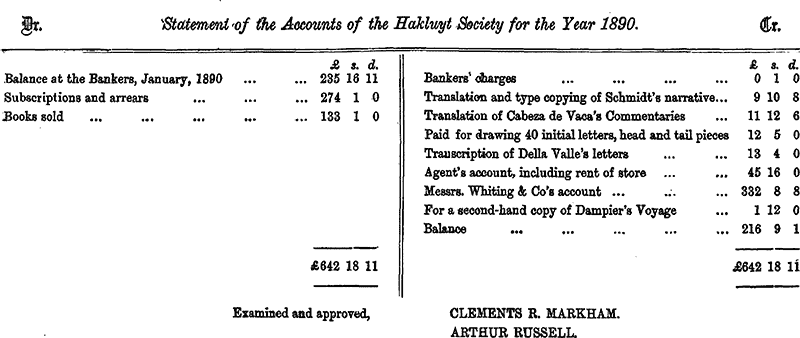 Dr. Statement of the Accounts of the Hakluyt Society for the Year 1890. Cr.
£ s. d.
Balance at the Bankers, January, 1890 ... ... 235 16 11
Subscriptions and arrears ... ... ... 274 1 0
Books sold ... ... ... ... ... 133 1 0
£642 18 11
£ s. d.
Bankers' charges ... ... ... ... 0 1 0
Translation and type copying of Schmidt's narrative... 9 10 8
Translation of Cabeza de Vaca's Commentaries ... 11 12 6
Paid for drawing 40 initial letters, head and tail pieces 12 5 0
Transcription of Della Valle's letters ... ... 13 4 0
Agent's account, including rent of store ... ... 45 16 0
Messrs. Whiting & Co's account ... ... ... 332 8 8
For a second-hand copy of Dampier's Voyage ... 1 12 0
Balance ... ... ... ... ... 216 9 1
£642 18 11
Examined and approved,
CLEMENTS R. MARKHAM.
ARTHUR RUSSELL.